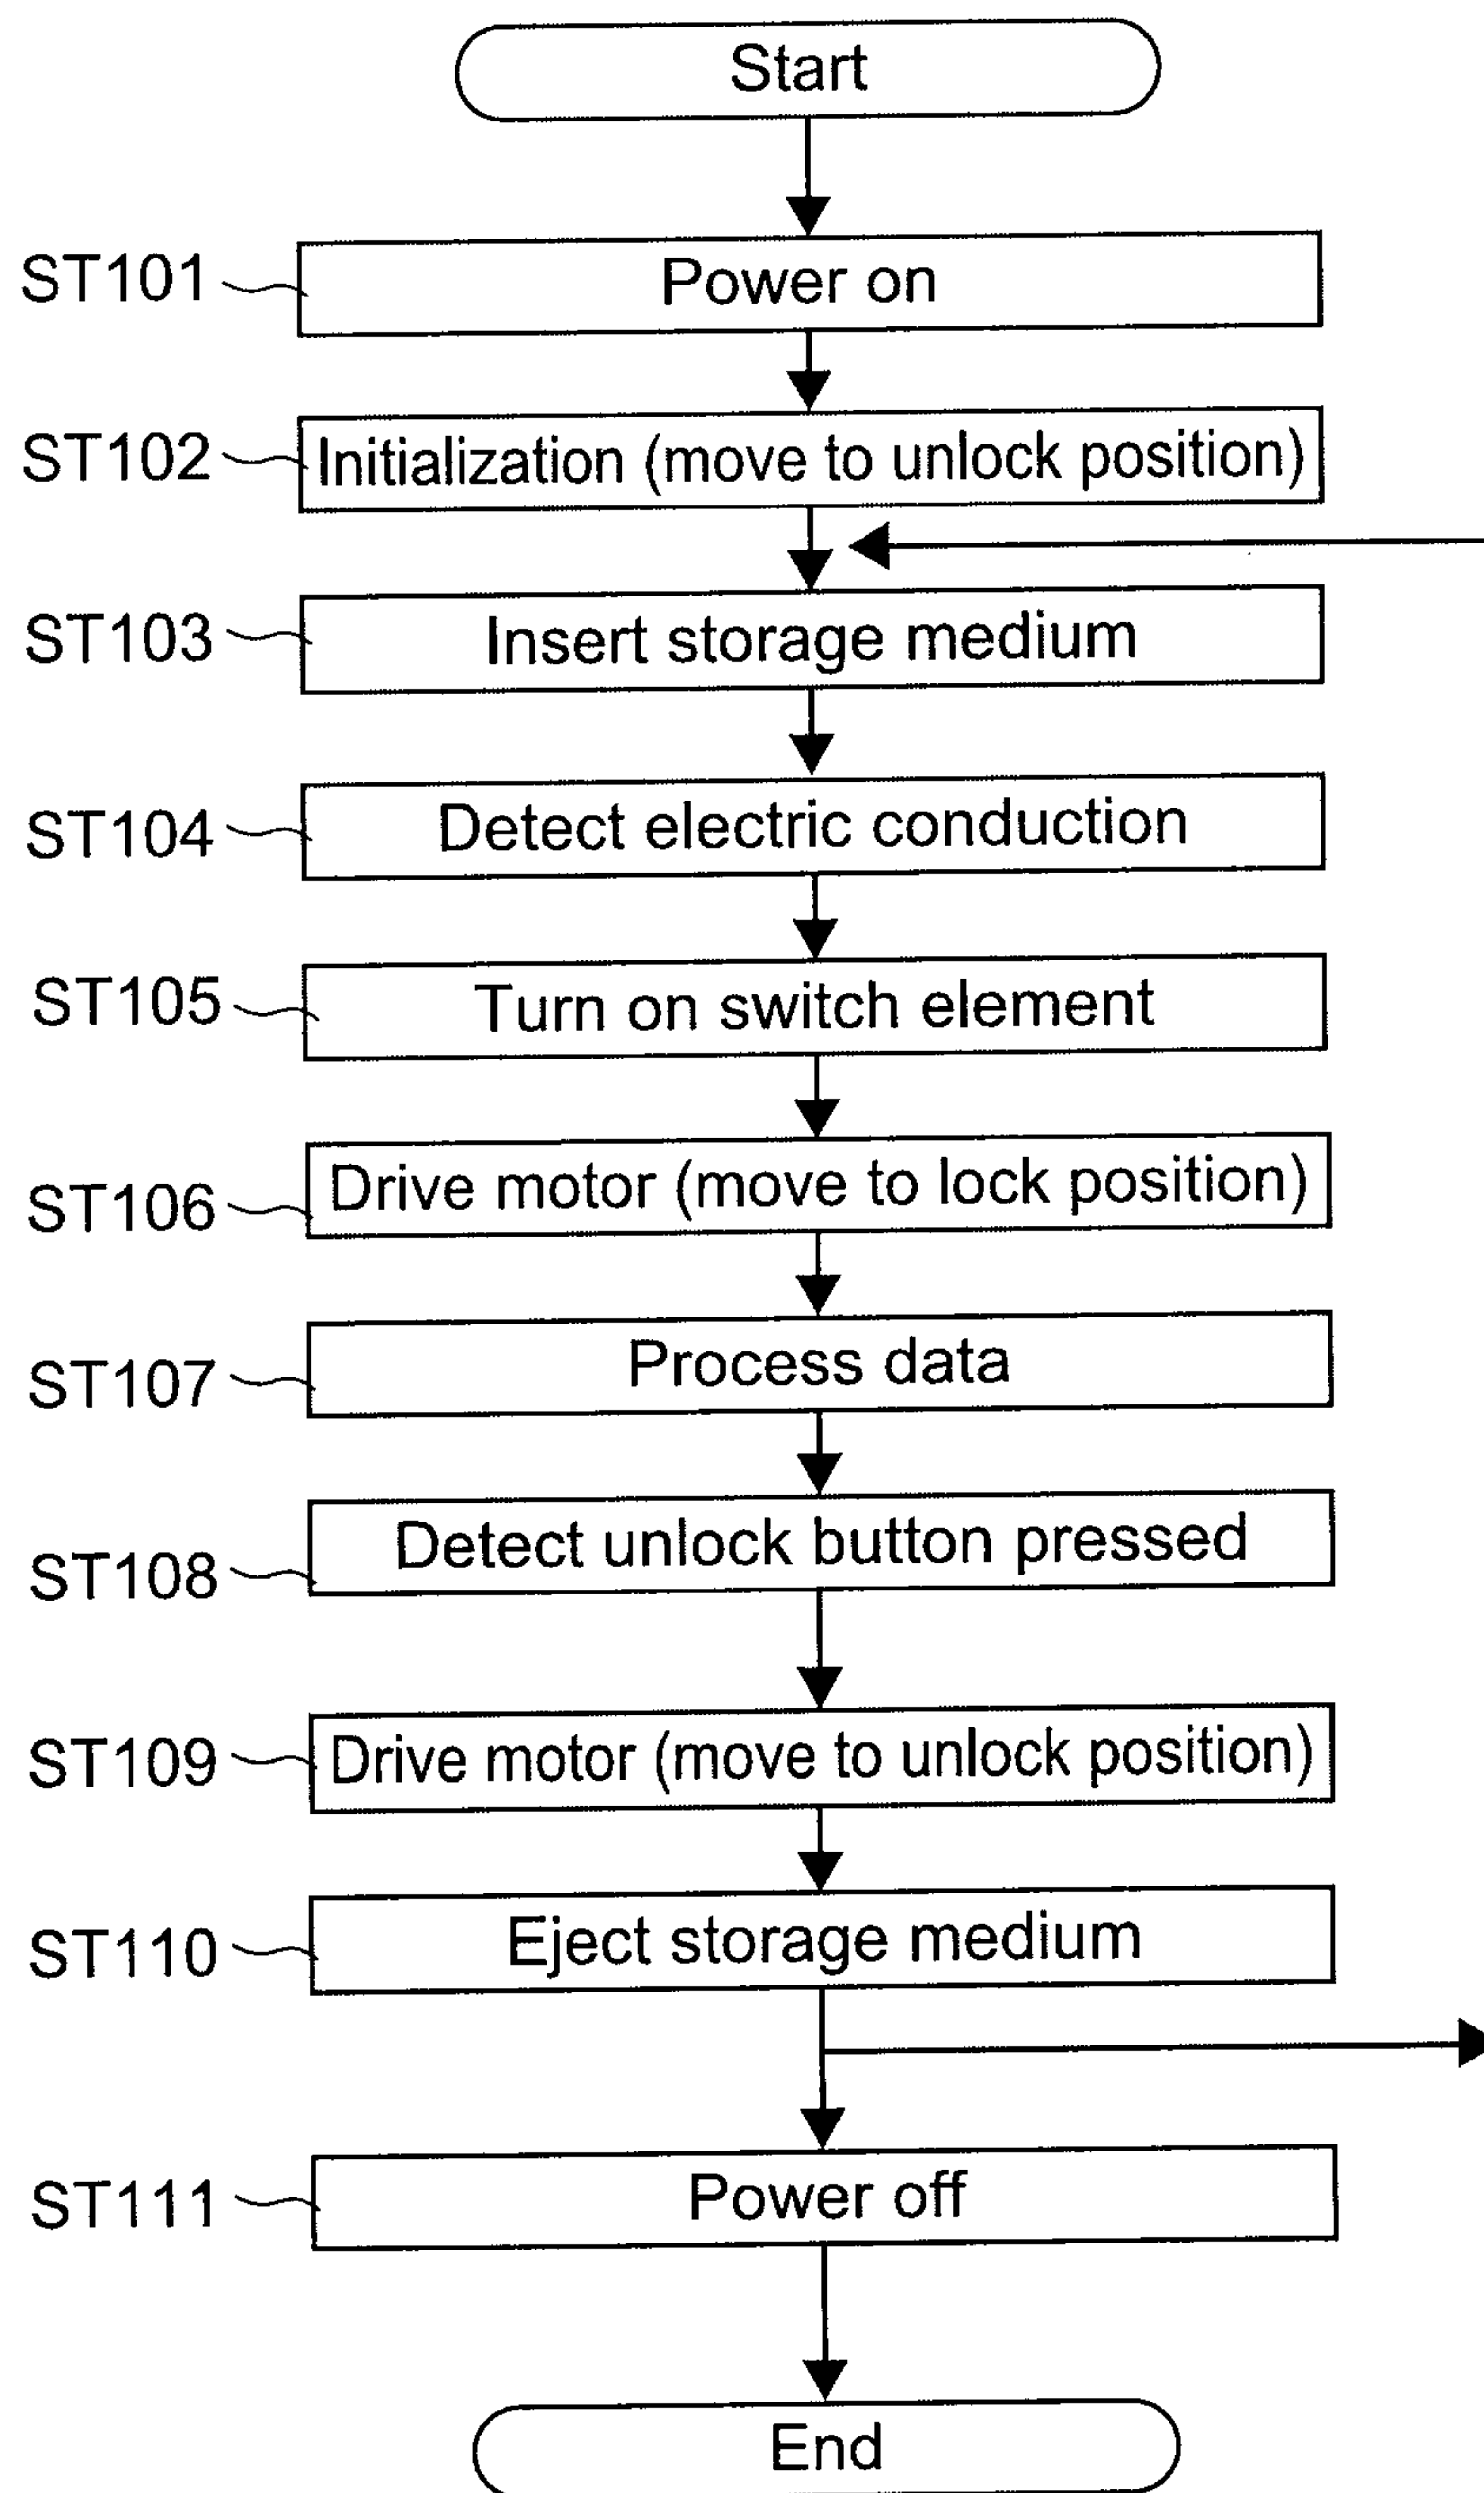 Start
ST101 Power on
ST102 Initialization (move to unlock position)
ST103 Insert storage medium
ST104 Detect electric conduction
ST105 Turn on switch element
ST106 Drive motor (move to lock position)
ST107 Process data
ST108 Detect unlock button pressed
ST109 Drive motor (move to unlock position)
ST110 Eject storage medium
ST111 Power off
End